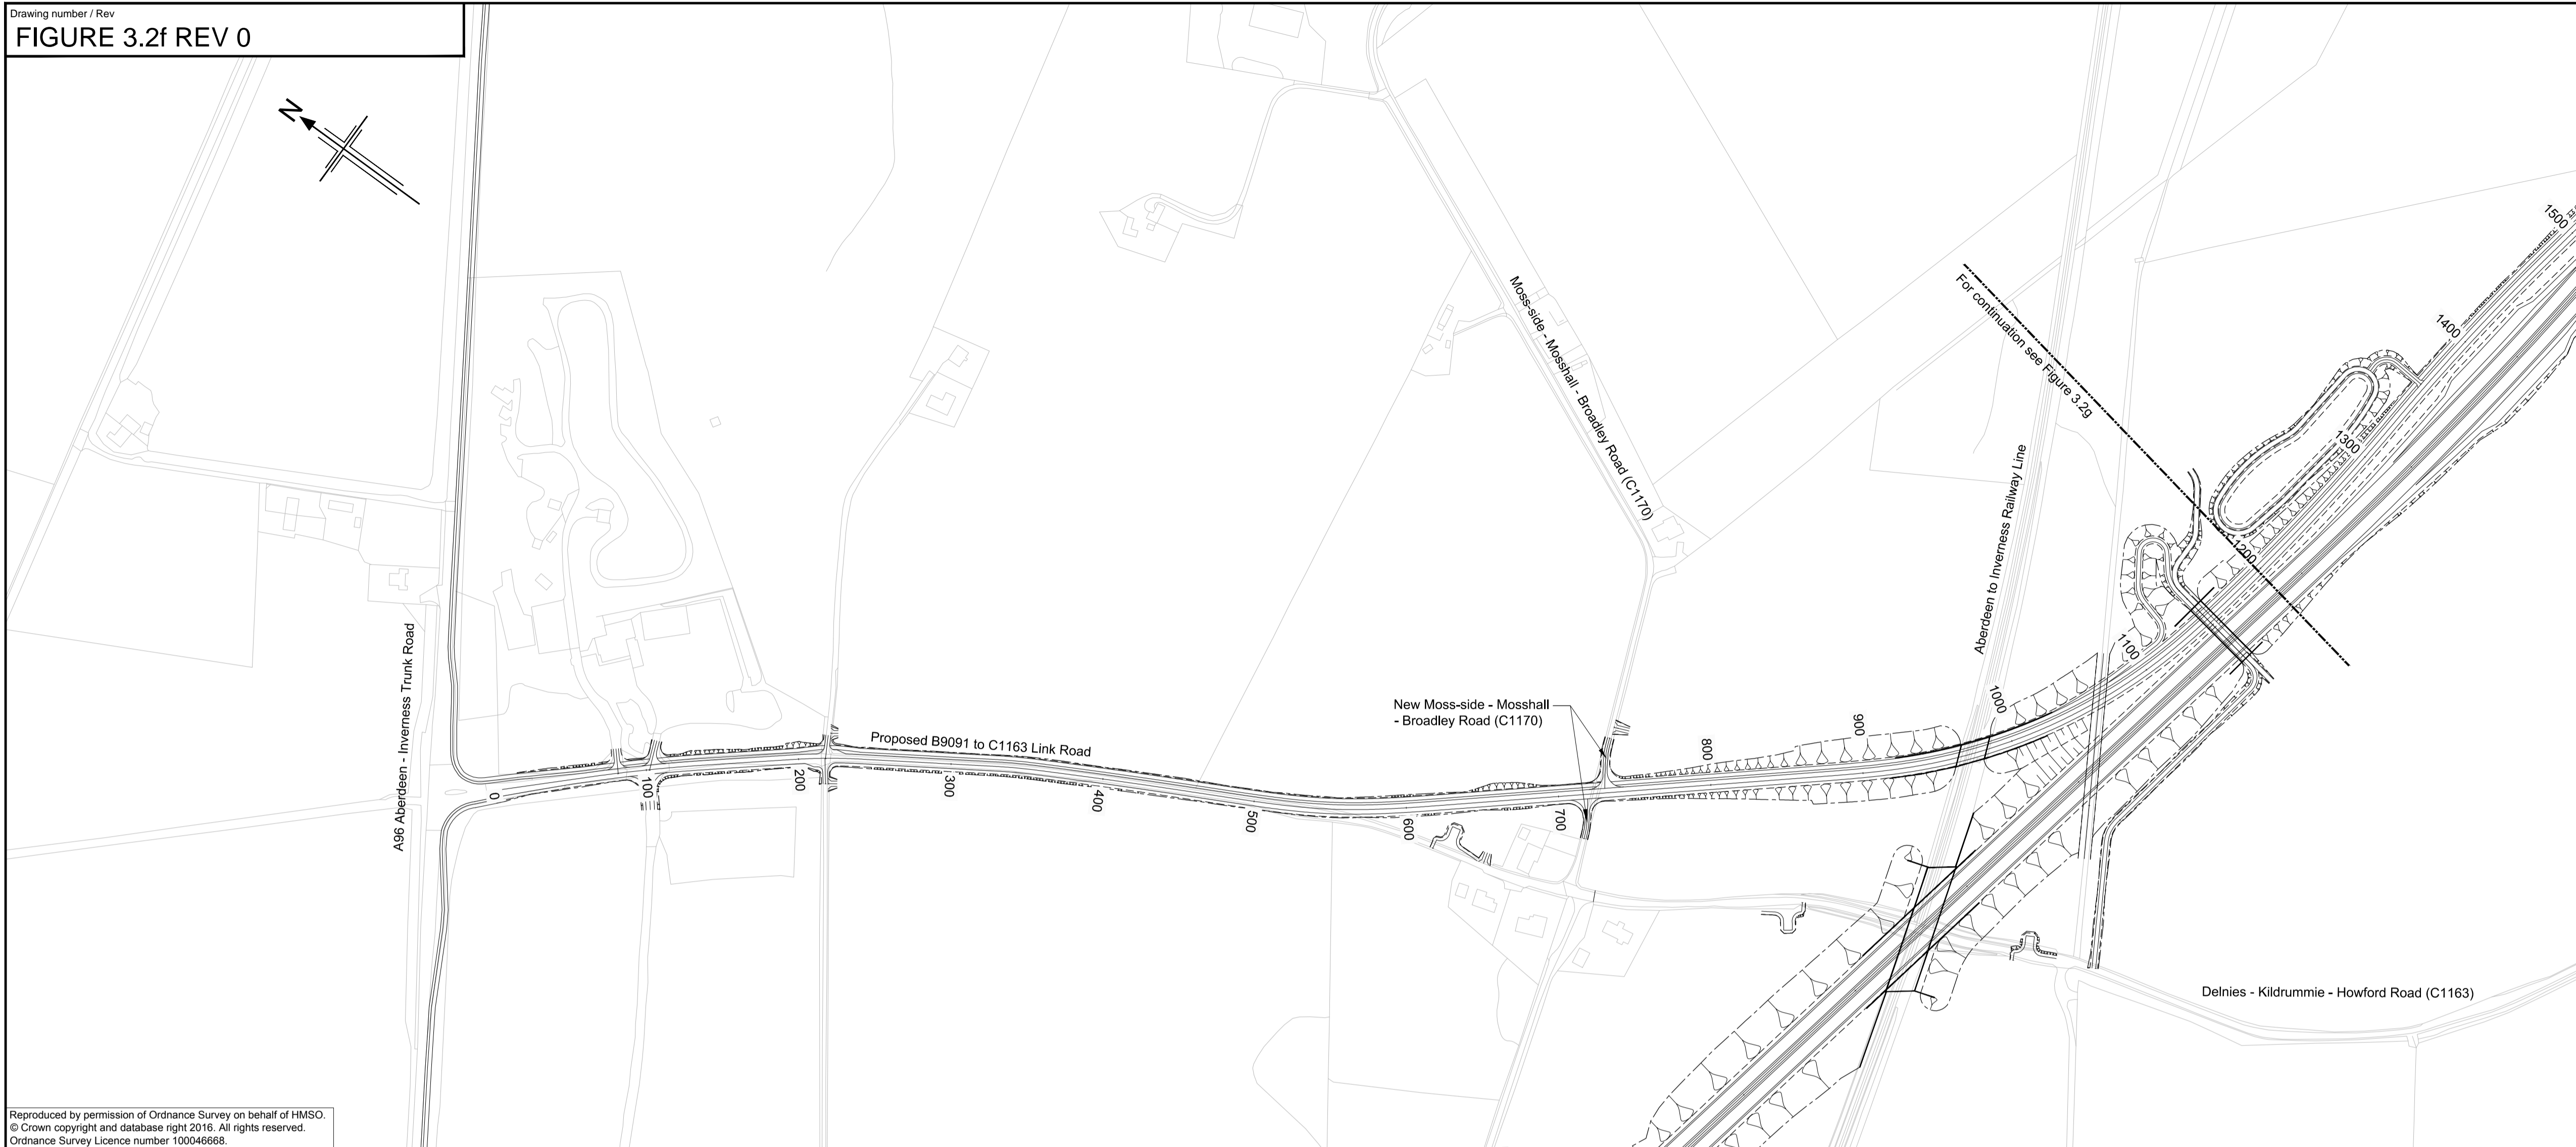 Drawing number / Rev
FIGURE 3.2f REV 0
N
A96 Aberdeen - Inverness Trunk Road
Proposed B9091 to C1163 Link Road
0
100
200
300
400
500
600
700
800
900
1000
1100
1200
1300
1400
1500
Moss-side - Mosshall - Broadley Road (C1170)
New Moss-side - Mosshall
- Broadley Road (C1170)
Aberdeen to Inverness Railway Line
For continuation see Figure 3.2g
Delnies - Kildrummie - Howford Road (C1163)
Reproduced by permission of Ordnance Survey on behalf of HMSO.
© Crown copyright and database right 2016. All rights reserved.
Ordnance Survey Licence number 100046668.